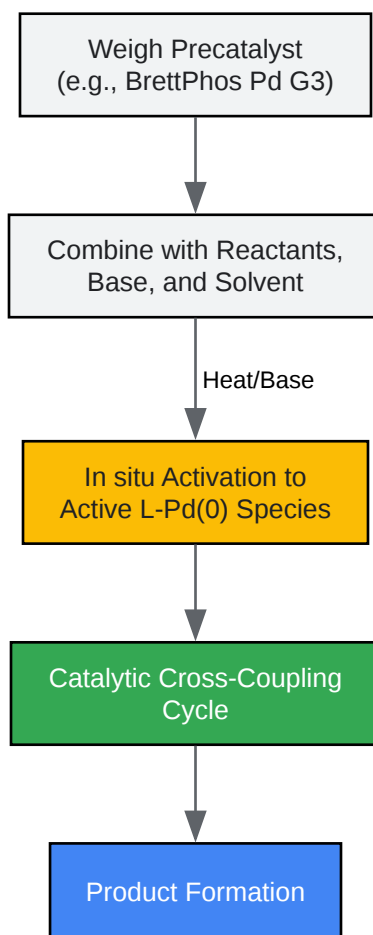 Weigh Precatalyst
(e.g., BrettPhos Pd G3)
Combine with Reactants,
Base, and Solvent
Heat/Base
In situ Activation to
Active L-Pd(0) Species
Catalytic Cross-Coupling
Cycle
Product Formation